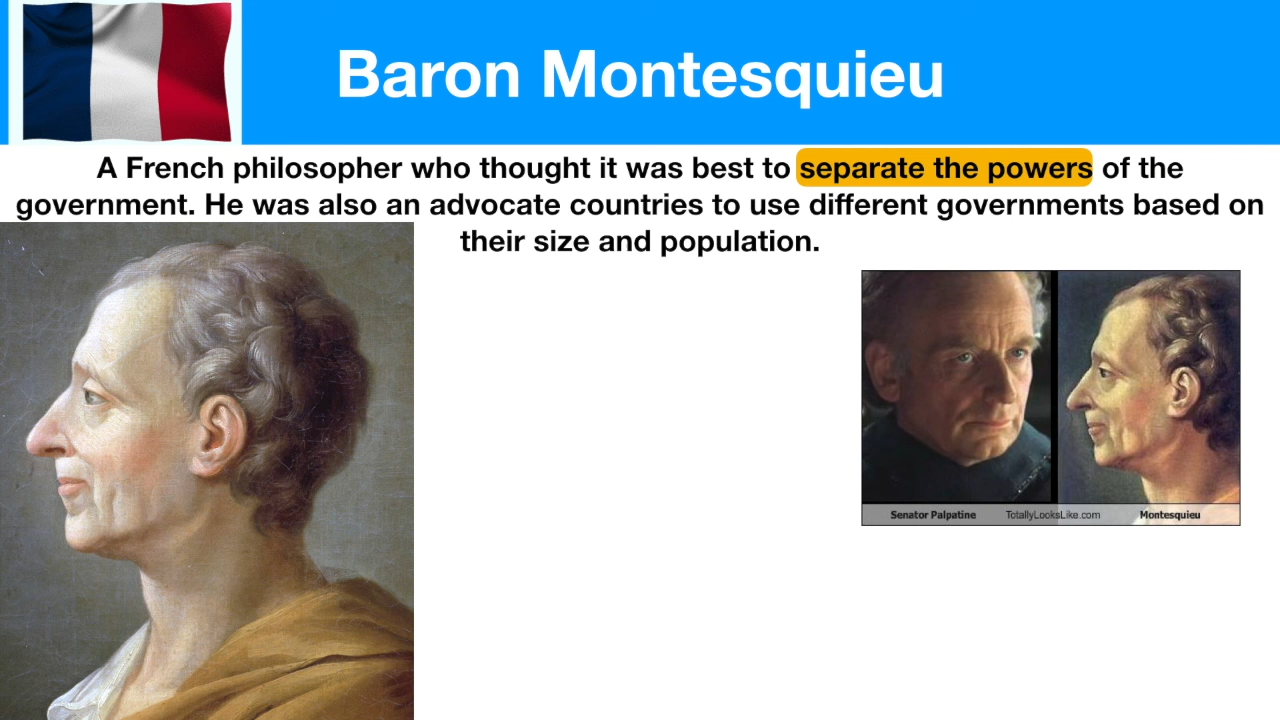 Baron Montesquieu
A French philosopher who thought it was best to separate the powers of the
government. He was also an advocate countries to use different governments based on
their size and population.
Senator Palpatine TotallyLooksLike.com Montesquieu